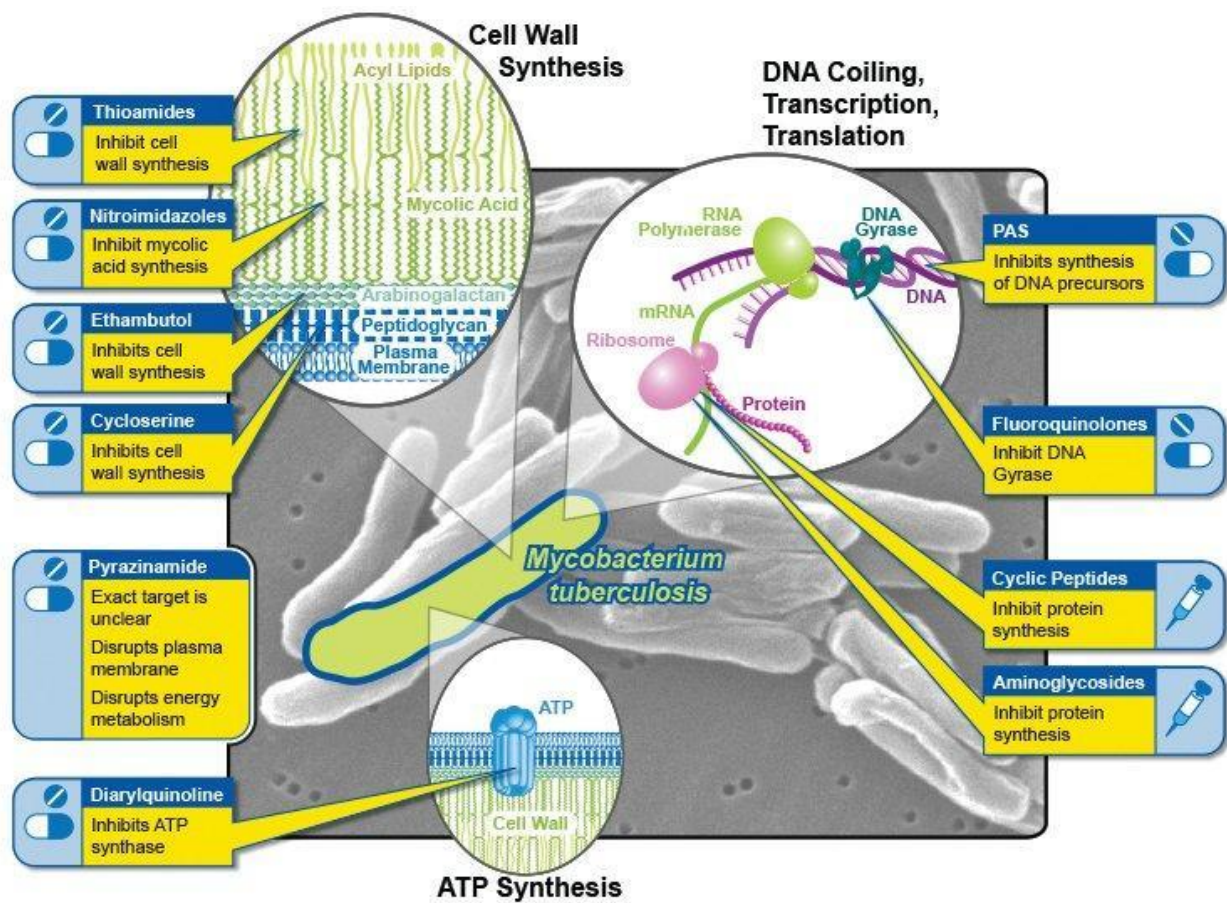 Cell Wall
Synthesis
Acyl Lipids
Mycolic Acid
Arabinogalactan
Peptidoglycan
Plasma
Membrane
Thioamides
Inhibit cell
wall synthesis
Nitroimidazoles
Inhibit mycolic
acid synthesis
Ethambutol
Inhibits cell
wall synthesis
Cycloserine
Inhibits cell
wall synthesis
Pyrazinamide
Exact target is
unclear
Disrupts plasma
membrane
Disrupts energy
metabolism
Diarylquinoline
Inhibits ATP
synthase
DNA Coiling,
Transcription,
Translation
RNA
Polymerase
DNA
Gyrase
DNA
mRNA
Ribosome
Protein
PAS
Inhibits synthesis
of DNA precursors
Fluoroquinolones
Inhibit DNA
Gyrase
Cyclic Peptides
Inhibit protein
synthesis
Aminoglycosides
Inhibit protein
synthesis
Mycobacterium
tuberculosis
ATP
Cell Wall
ATP Synthesis